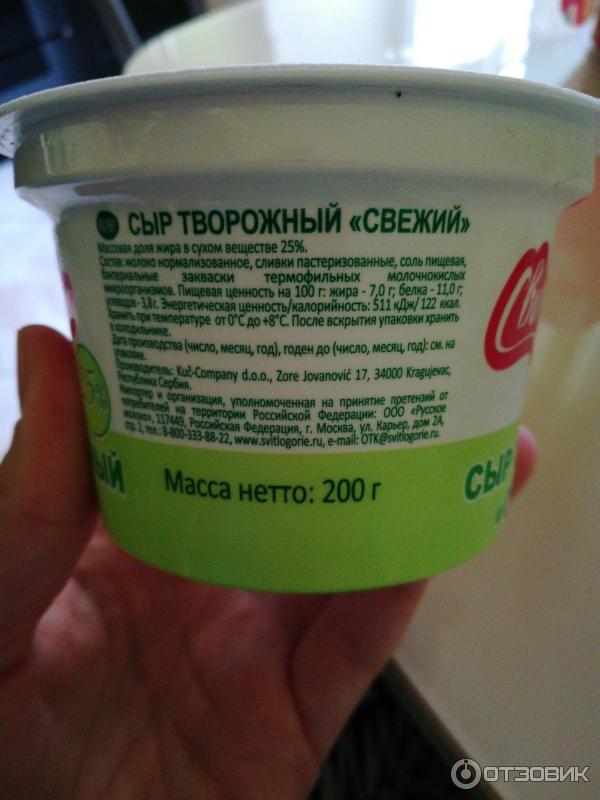 СЫР ТВОРОЖНЫЙ «СВЕЖИЙ»
Массовая доля жира в сухом веществе 25%.
Состав: молоко нормализованное, сливки пастеризованные, соль пищевая,
бактериальные закваски термофильных молочнокислых
микроорганизмов. Пищевая ценность на 100 г: жира - 7,0 г; белка - 11,0 г;
углеводов - 3,8 г. Энергетическая ценность/калорийность: 511 кДж/ 122 ккал.
Хранить при температуре от 0°С до +8°С. После вскрытия упаковки хранить
в холодильнике.
Дата производства (число, месяц, год), годен до (число, месяц, год): см. на
упаковке.
Производитель: Kuč-Company d.o.o., Zore Jovanović 17, 34000 Kragujevac,
Республика Сербия.
Импортер и организация, уполномоченная на принятие претензий от
потребителей на территории Российской Федерации: ООО «Русское
молоко», 117449, Российская Федерация, г. Москва, ул. Карьер, дом 2А,
стр. 2, тел.: 8-800-333-88-22, www.svitlogorie.ru, e-mail: OTK@svitlogorie.ru.
5%
ЫЙ
Масса нетто: 200 г
СЫР
ОТЗОВИК